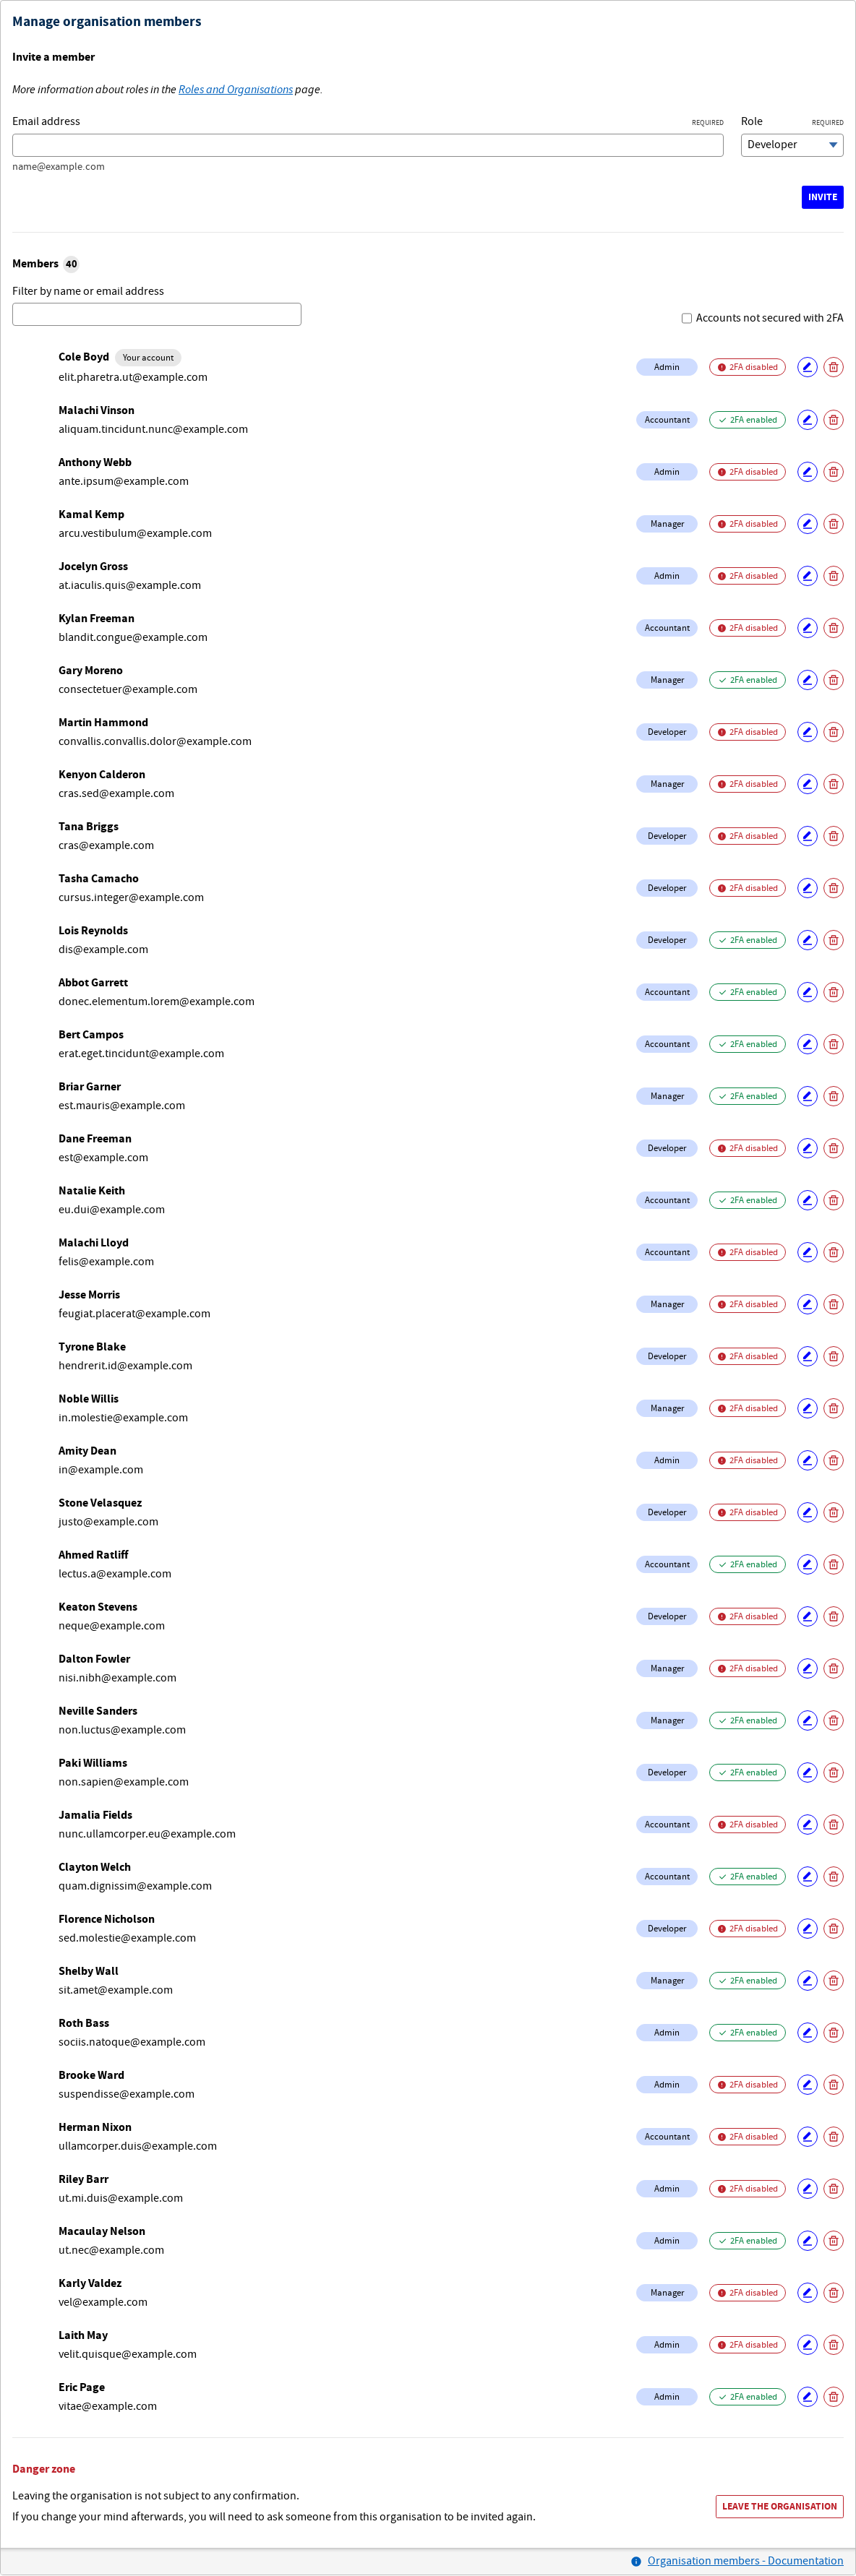 Manage organisation members
Invite a member
More information about roles in the Roles and Organisations page.
Email address REQUIRED Role REQUIRED
Developer
name@example.com
INVITE
Members 40
Filter by name or email address
Accounts not secured with 2FA
Cole Boyd Your account
elit.pharetra.ut@example.com
Admin 2FA disabled
Malachi Vinson
aliquam.tincidunt.nunc@example.com
Accountant 2FA enabled
Anthony Webb
ante.ipsum@example.com
Admin 2FA disabled
Kamal Kemp
arcu.vestibulum@example.com
Manager 2FA disabled
Jocelyn Gross
at.iaculis.quis@example.com
Admin 2FA disabled
Kylan Freeman
blandit.congue@example.com
Accountant 2FA disabled
Gary Moreno
consectetuer@example.com
Manager 2FA enabled
Martin Hammond
convallis.convallis.dolor@example.com
Developer 2FA disabled
Kenyon Calderon
cras.sed@example.com
Manager 2FA disabled
Tana Briggs
cras@example.com
Developer 2FA disabled
Tasha Camacho
cursus.integer@example.com
Developer 2FA disabled
Lois Reynolds
dis@example.com
Developer 2FA enabled
Abbot Garrett
donec.elementum.lorem@example.com
Accountant 2FA enabled
Bert Campos
erat.eget.tincidunt@example.com
Accountant 2FA enabled
Briar Garner
est.mauris@example.com
Manager 2FA enabled
Dane Freeman
est@example.com
Developer 2FA disabled
Natalie Keith
eu.dui@example.com
Accountant 2FA enabled
Malachi Lloyd
felis@example.com
Accountant 2FA disabled
Jesse Morris
feugiat.placerat@example.com
Manager 2FA disabled
Tyrone Blake
hendrerit.id@example.com
Developer 2FA disabled
Noble Willis
in.molestie@example.com
Manager 2FA disabled
Amity Dean
in@example.com
Admin 2FA disabled
Stone Velasquez
justo@example.com
Developer 2FA disabled
Ahmed Ratliff
lectus.a@example.com
Accountant 2FA enabled
Keaton Stevens
neque@example.com
Developer 2FA disabled
Dalton Fowler
nisi.nibh@example.com
Manager 2FA disabled
Neville Sanders
non.luctus@example.com
Manager 2FA enabled
Paki Williams
non.sapien@example.com
Developer 2FA enabled
Jamalia Fields
nunc.ullamcorper.eu@example.com
Accountant 2FA disabled
Clayton Welch
quam.dignissim@example.com
Accountant 2FA enabled
Florence Nicholson
sed.molestie@example.com
Developer 2FA disabled
Shelby Wall
sit.amet@example.com
Manager 2FA enabled
Roth Bass
sociis.natoque@example.com
Admin 2FA enabled
Brooke Ward
suspendisse@example.com
Admin 2FA disabled
Herman Nixon
ullamcorper.duis@example.com
Accountant 2FA disabled
Riley Barr
ut.mi.duis@example.com
Admin 2FA disabled
Macaulay Nelson
ut.nec@example.com
Admin 2FA enabled
Karly Valdez
vel@example.com
Manager 2FA disabled
Laith May
velit.quisque@example.com
Admin 2FA disabled
Eric Page
vitae@example.com
Admin 2FA enabled
Danger zone
Leaving the organisation is not subject to any confirmation.
If you change your mind afterwards, you will need to ask someone from this organisation to be invited again.
LEAVE THE ORGANISATION
Organisation members - Documentation